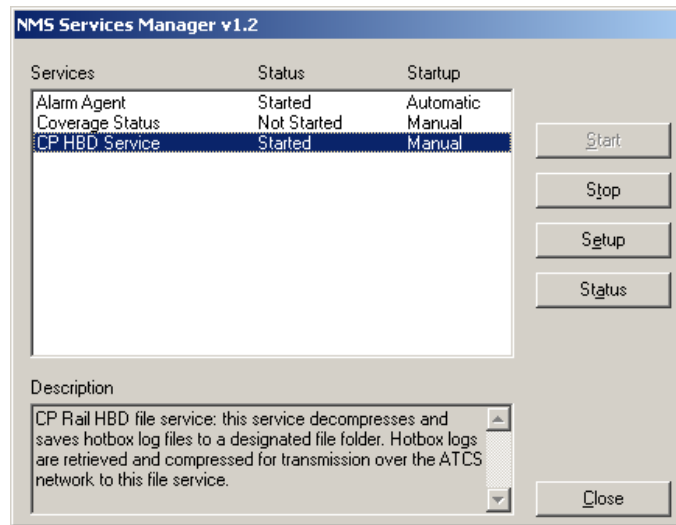 NMS Services Manager v1.2
Services Status Startup
Alarm Agent Started Automatic
Coverage Status Not Started Manual
CP HBD Service Started Manual
Start
Stop
Setup
Status
Description
CP Rail HBD file service: this service decompresses and
saves hotbox log files to a designated file folder. Hotbox logs
are retrieved and compressed for transmission over the ATCS
network to this file service.
Close